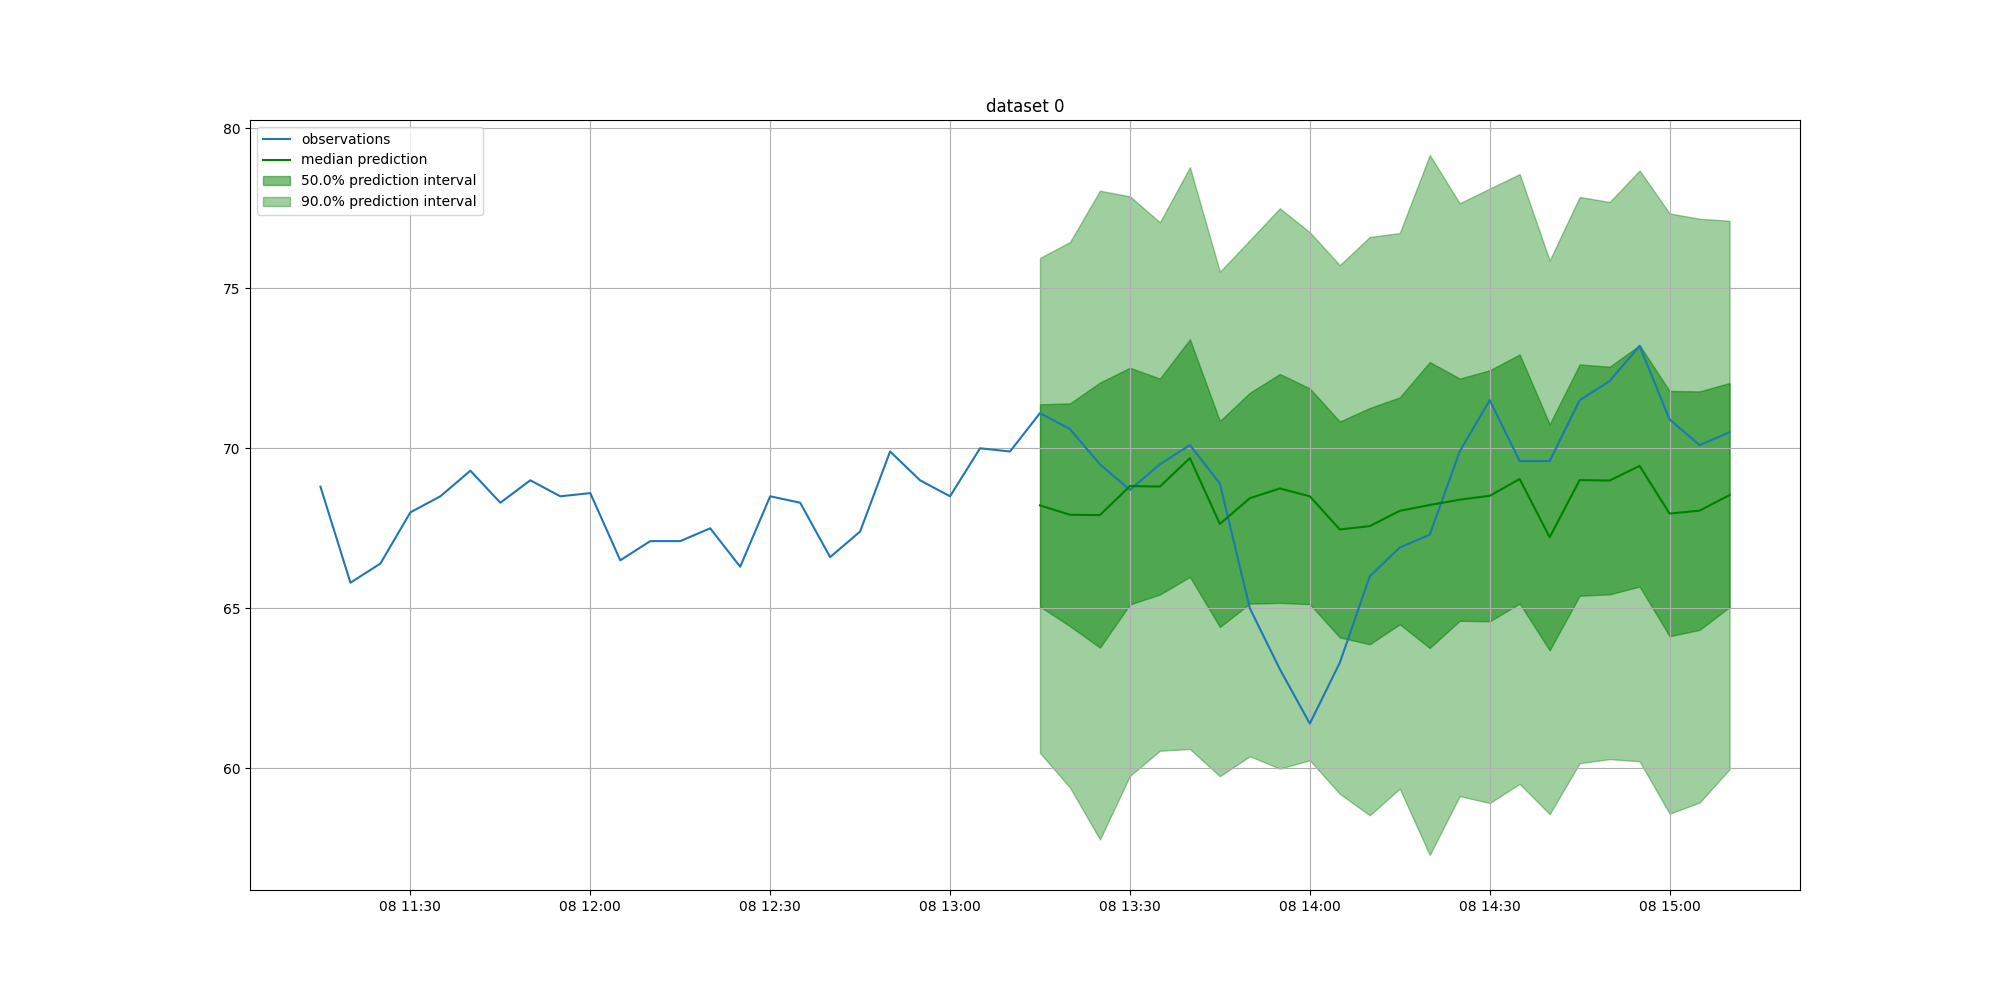 dataset 0
observations
median prediction
50.0% prediction interval
90.0% prediction interval
80
75
70
65
60
08 11:30 08 12:00 08 12:30 08 13:00 08 13:30 08 14:00 08 14:30 08 15:00